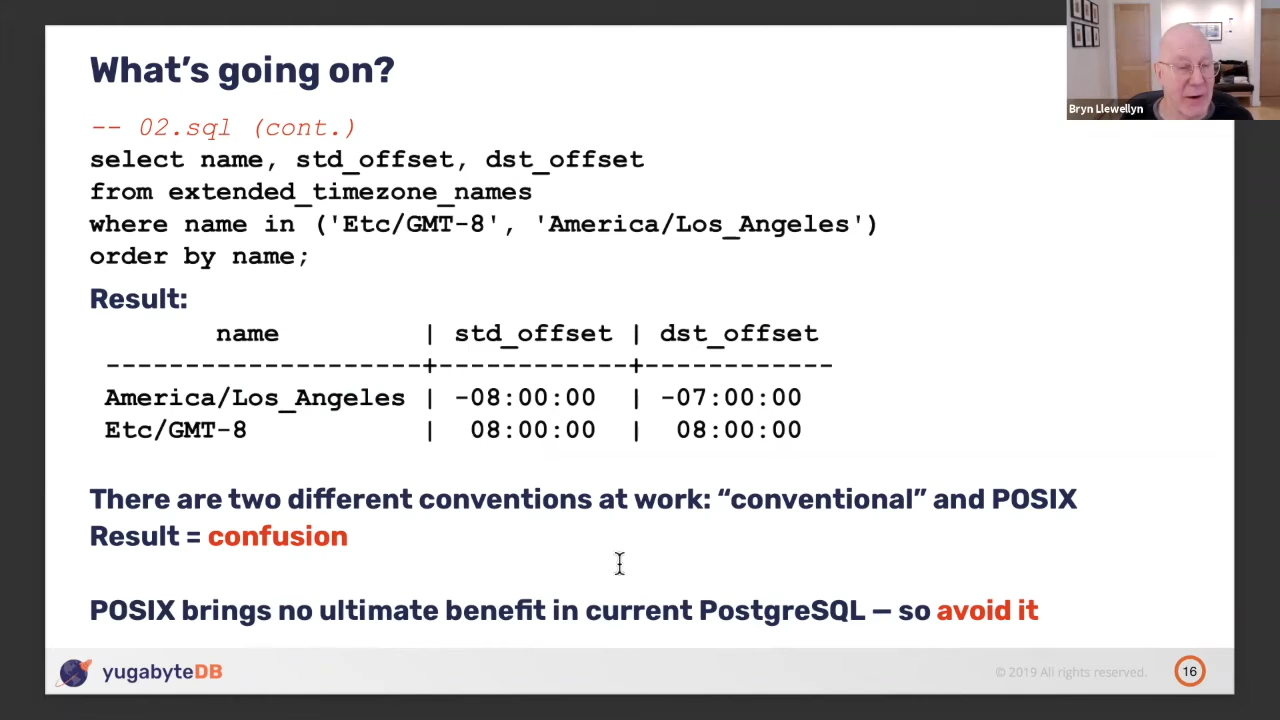 What's going on?
-- 02.sql (cont.)
select name, std_offset, dst_offset
from extended_timezone_names
where name in ('Etc/GMT-8', 'America/Los_Angeles')
order by name;
Result:
name | std_offset | dst_offset
--------------------+------------+------------
America/Los_Angeles | -08:00:00 | -07:00:00
Etc/GMT-8 | 08:00:00 | 08:00:00
There are two different conventions at work: “conventional” and POSIX
Result = confusion
POSIX brings no ultimate benefit in current PostgreSQL – so avoid it
yugabyteDB
© 2019 All rights reserved.
16
Bryn Llewellyn